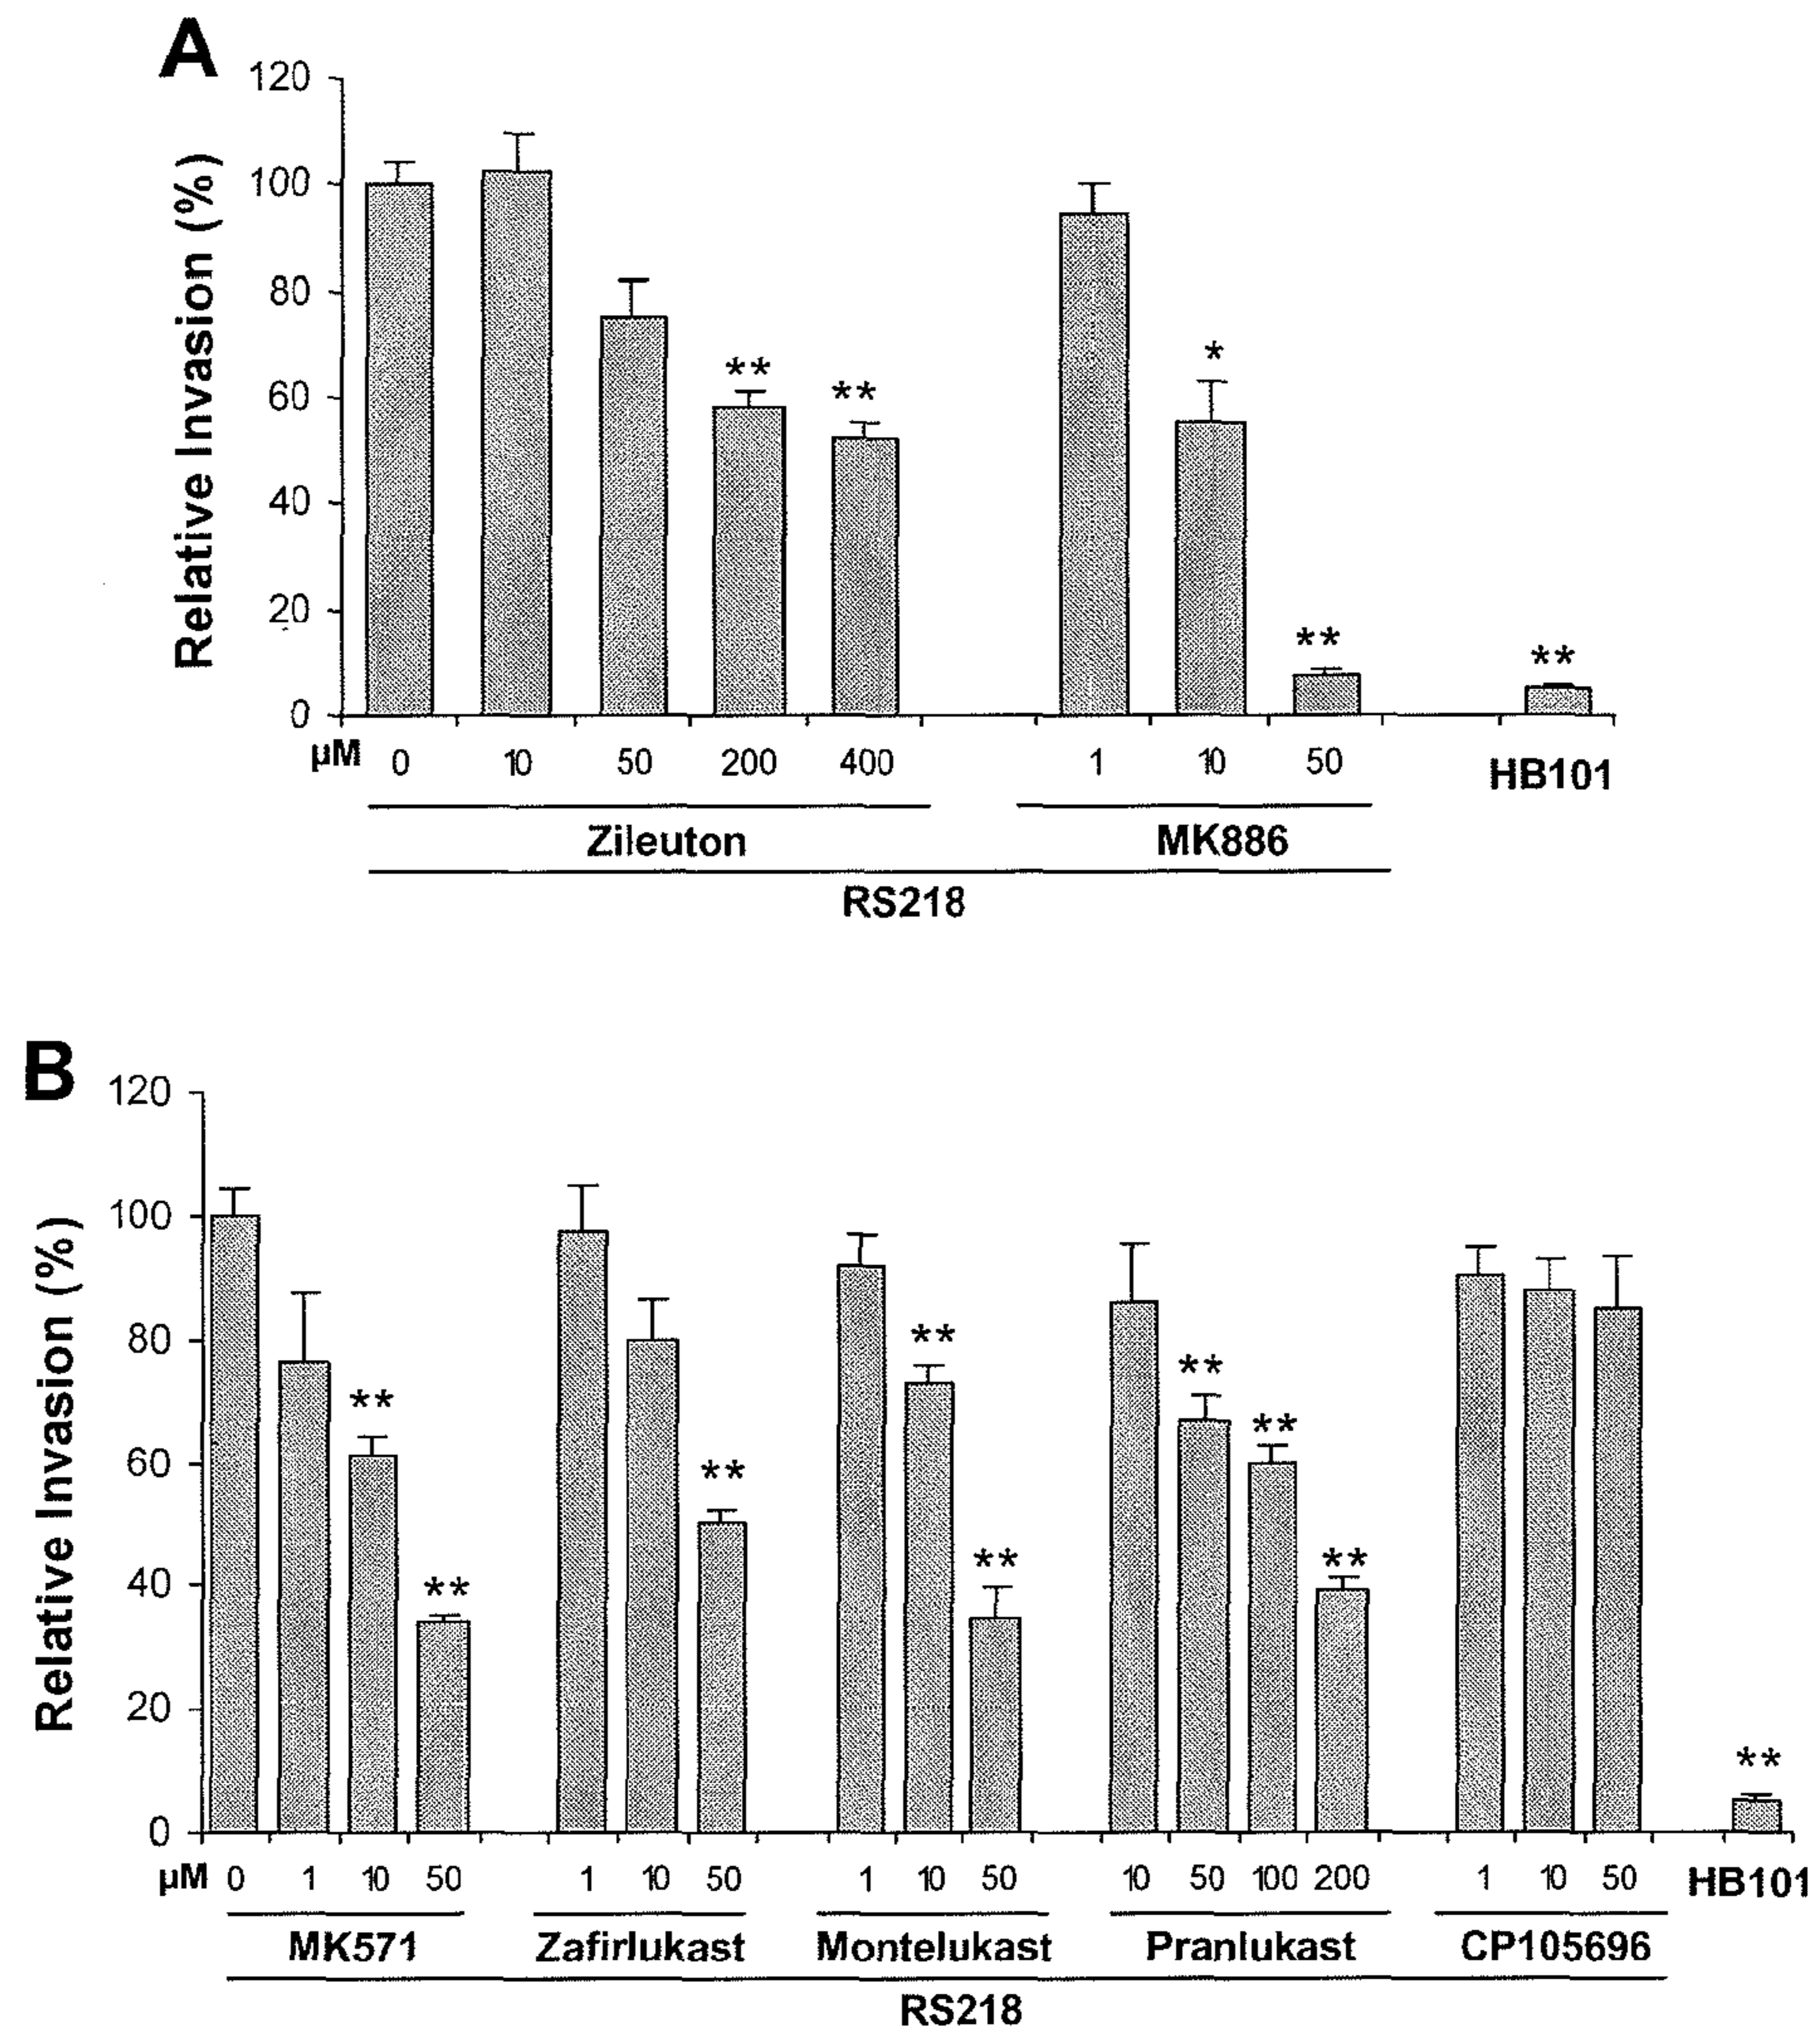 A
120
100
80
60
40
20
0
Relative Invasion (%)
** ** * ** **
µM 0 10 50 200 400 1 10 50 HB101
Zileuton MK886
RS218
B
120
100
80
60
40
20
0
Relative Invasion (%)
** ** ** ** ** ** ** ** **
µM 0 1 10 50 1 10 50 1 10 50 10 50 100 200 1 10 50 HB101
MK571 Zafirlukast Montelukast Pranlukast CP105696
RS218